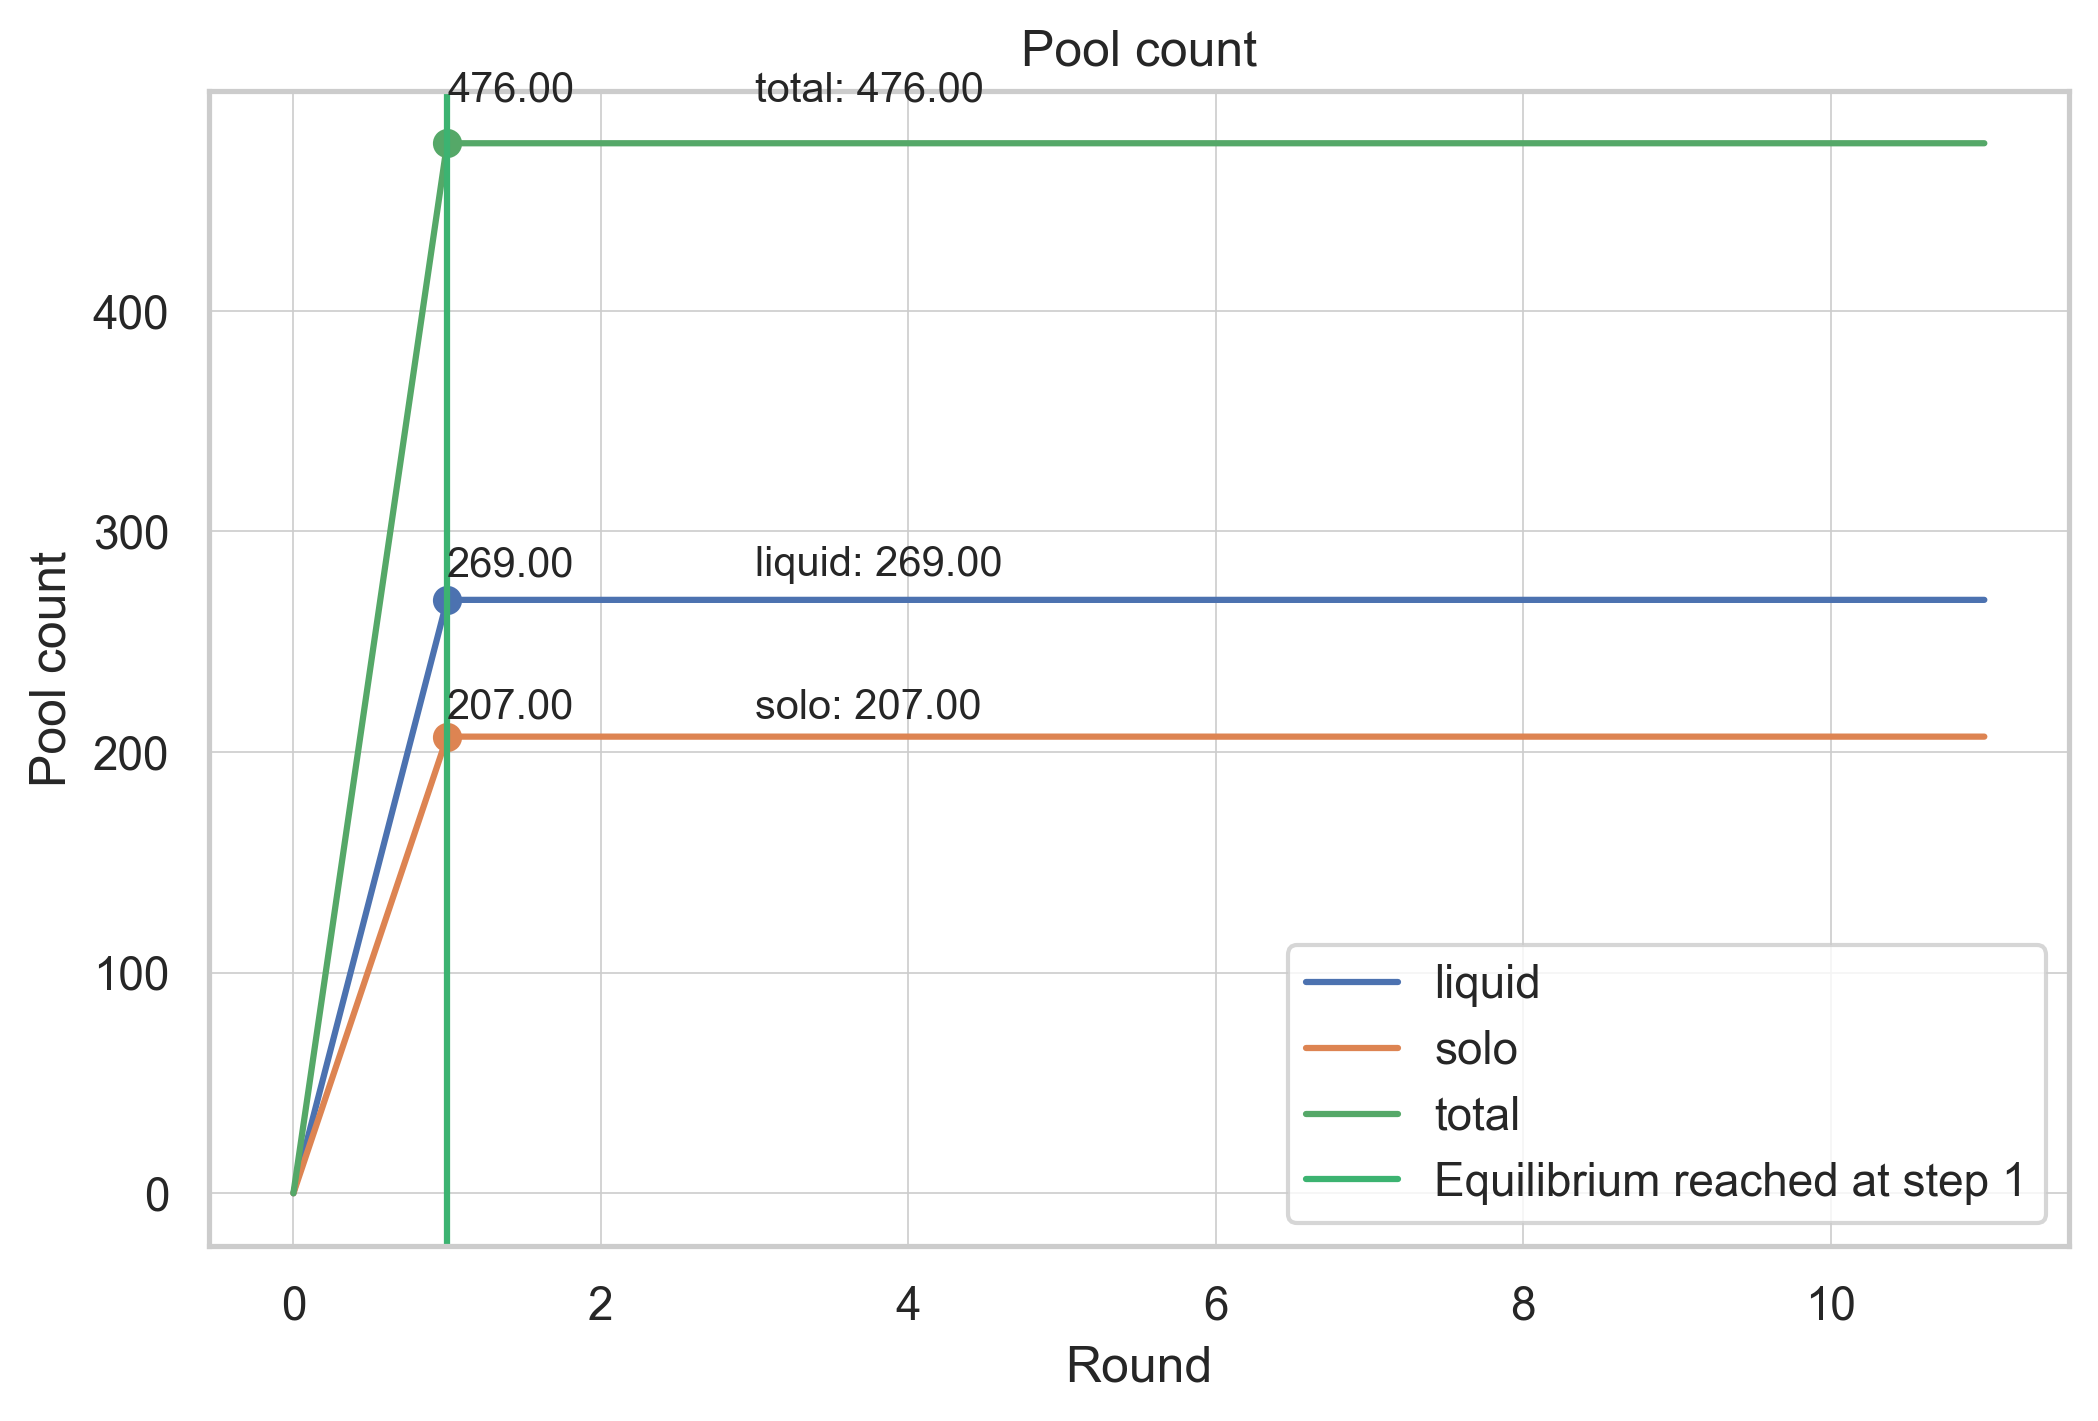 Pool count
476.00
total: 476.00
400
300
269.00
liquid: 269.00
207.00
solo: 207.00
200
100
0
Pool count
liquid
solo
total
Equilibrium reached at step 1
0
2
4
6
8
10
Round